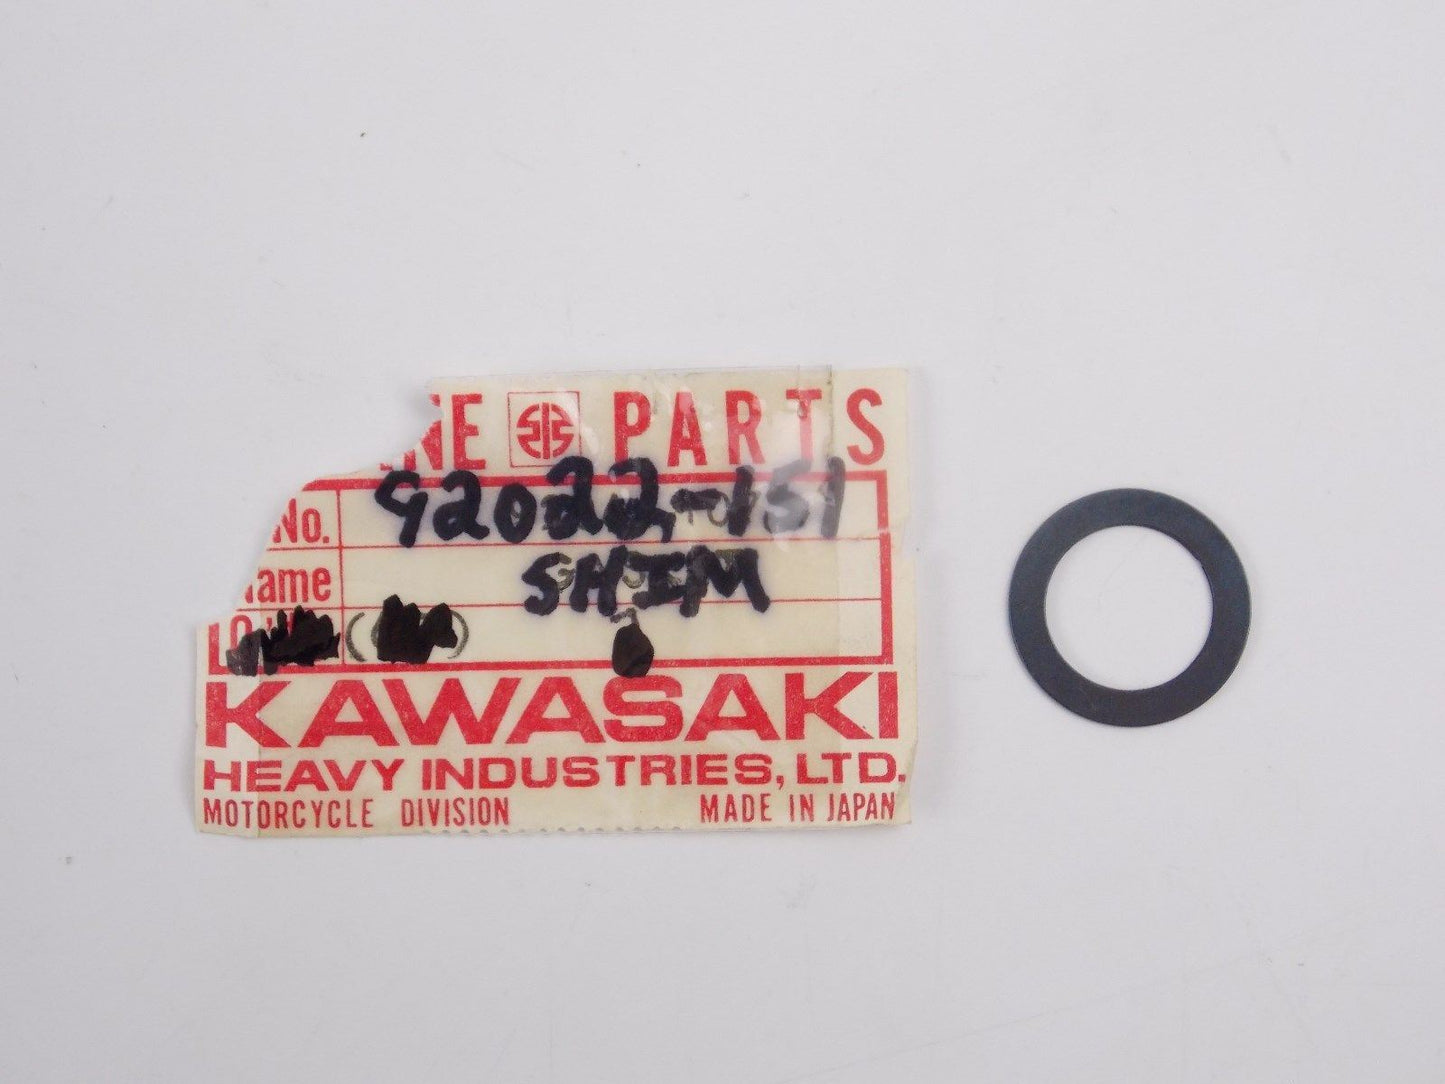 NE PARTS
No. 92022-151
Name SHIM
KAWASAKI
HEAVY INDUSTRIES, LTD.
MOTORCYCLE DIVISION MADE IN JAPAN